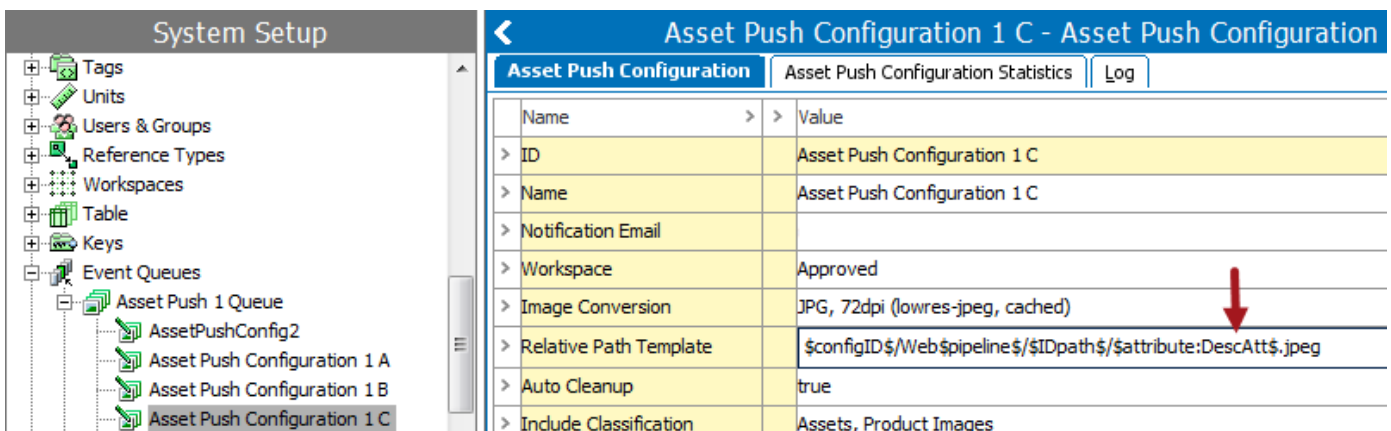 System Setup
Tags
Units
Users & Groups
Reference Types
Workspaces
Table
Keys
Event Queues
Asset Push 1 Queue
AssetPushConfig2
Asset Push Configuration 1 A
Asset Push Configuration 1 B
Asset Push Configuration 1 C
Asset Push Configuration 1 C - Asset Push Configuration
Asset Push Configuration Asset Push Configuration Statistics Log
Name > > Value
> ID Asset Push Configuration 1 C
> Name Asset Push Configuration 1 C
> Notification Email
> Workspace Approved
> Image Conversion JPG, 72dpi (lowres-jpeg, cached)
> Relative Path Template $configID$/Web$pipeline$/$IDpath$/$attribute:DescAtt$.jpeg
> Auto Cleanup true
> Include Classification Assets, Product Images